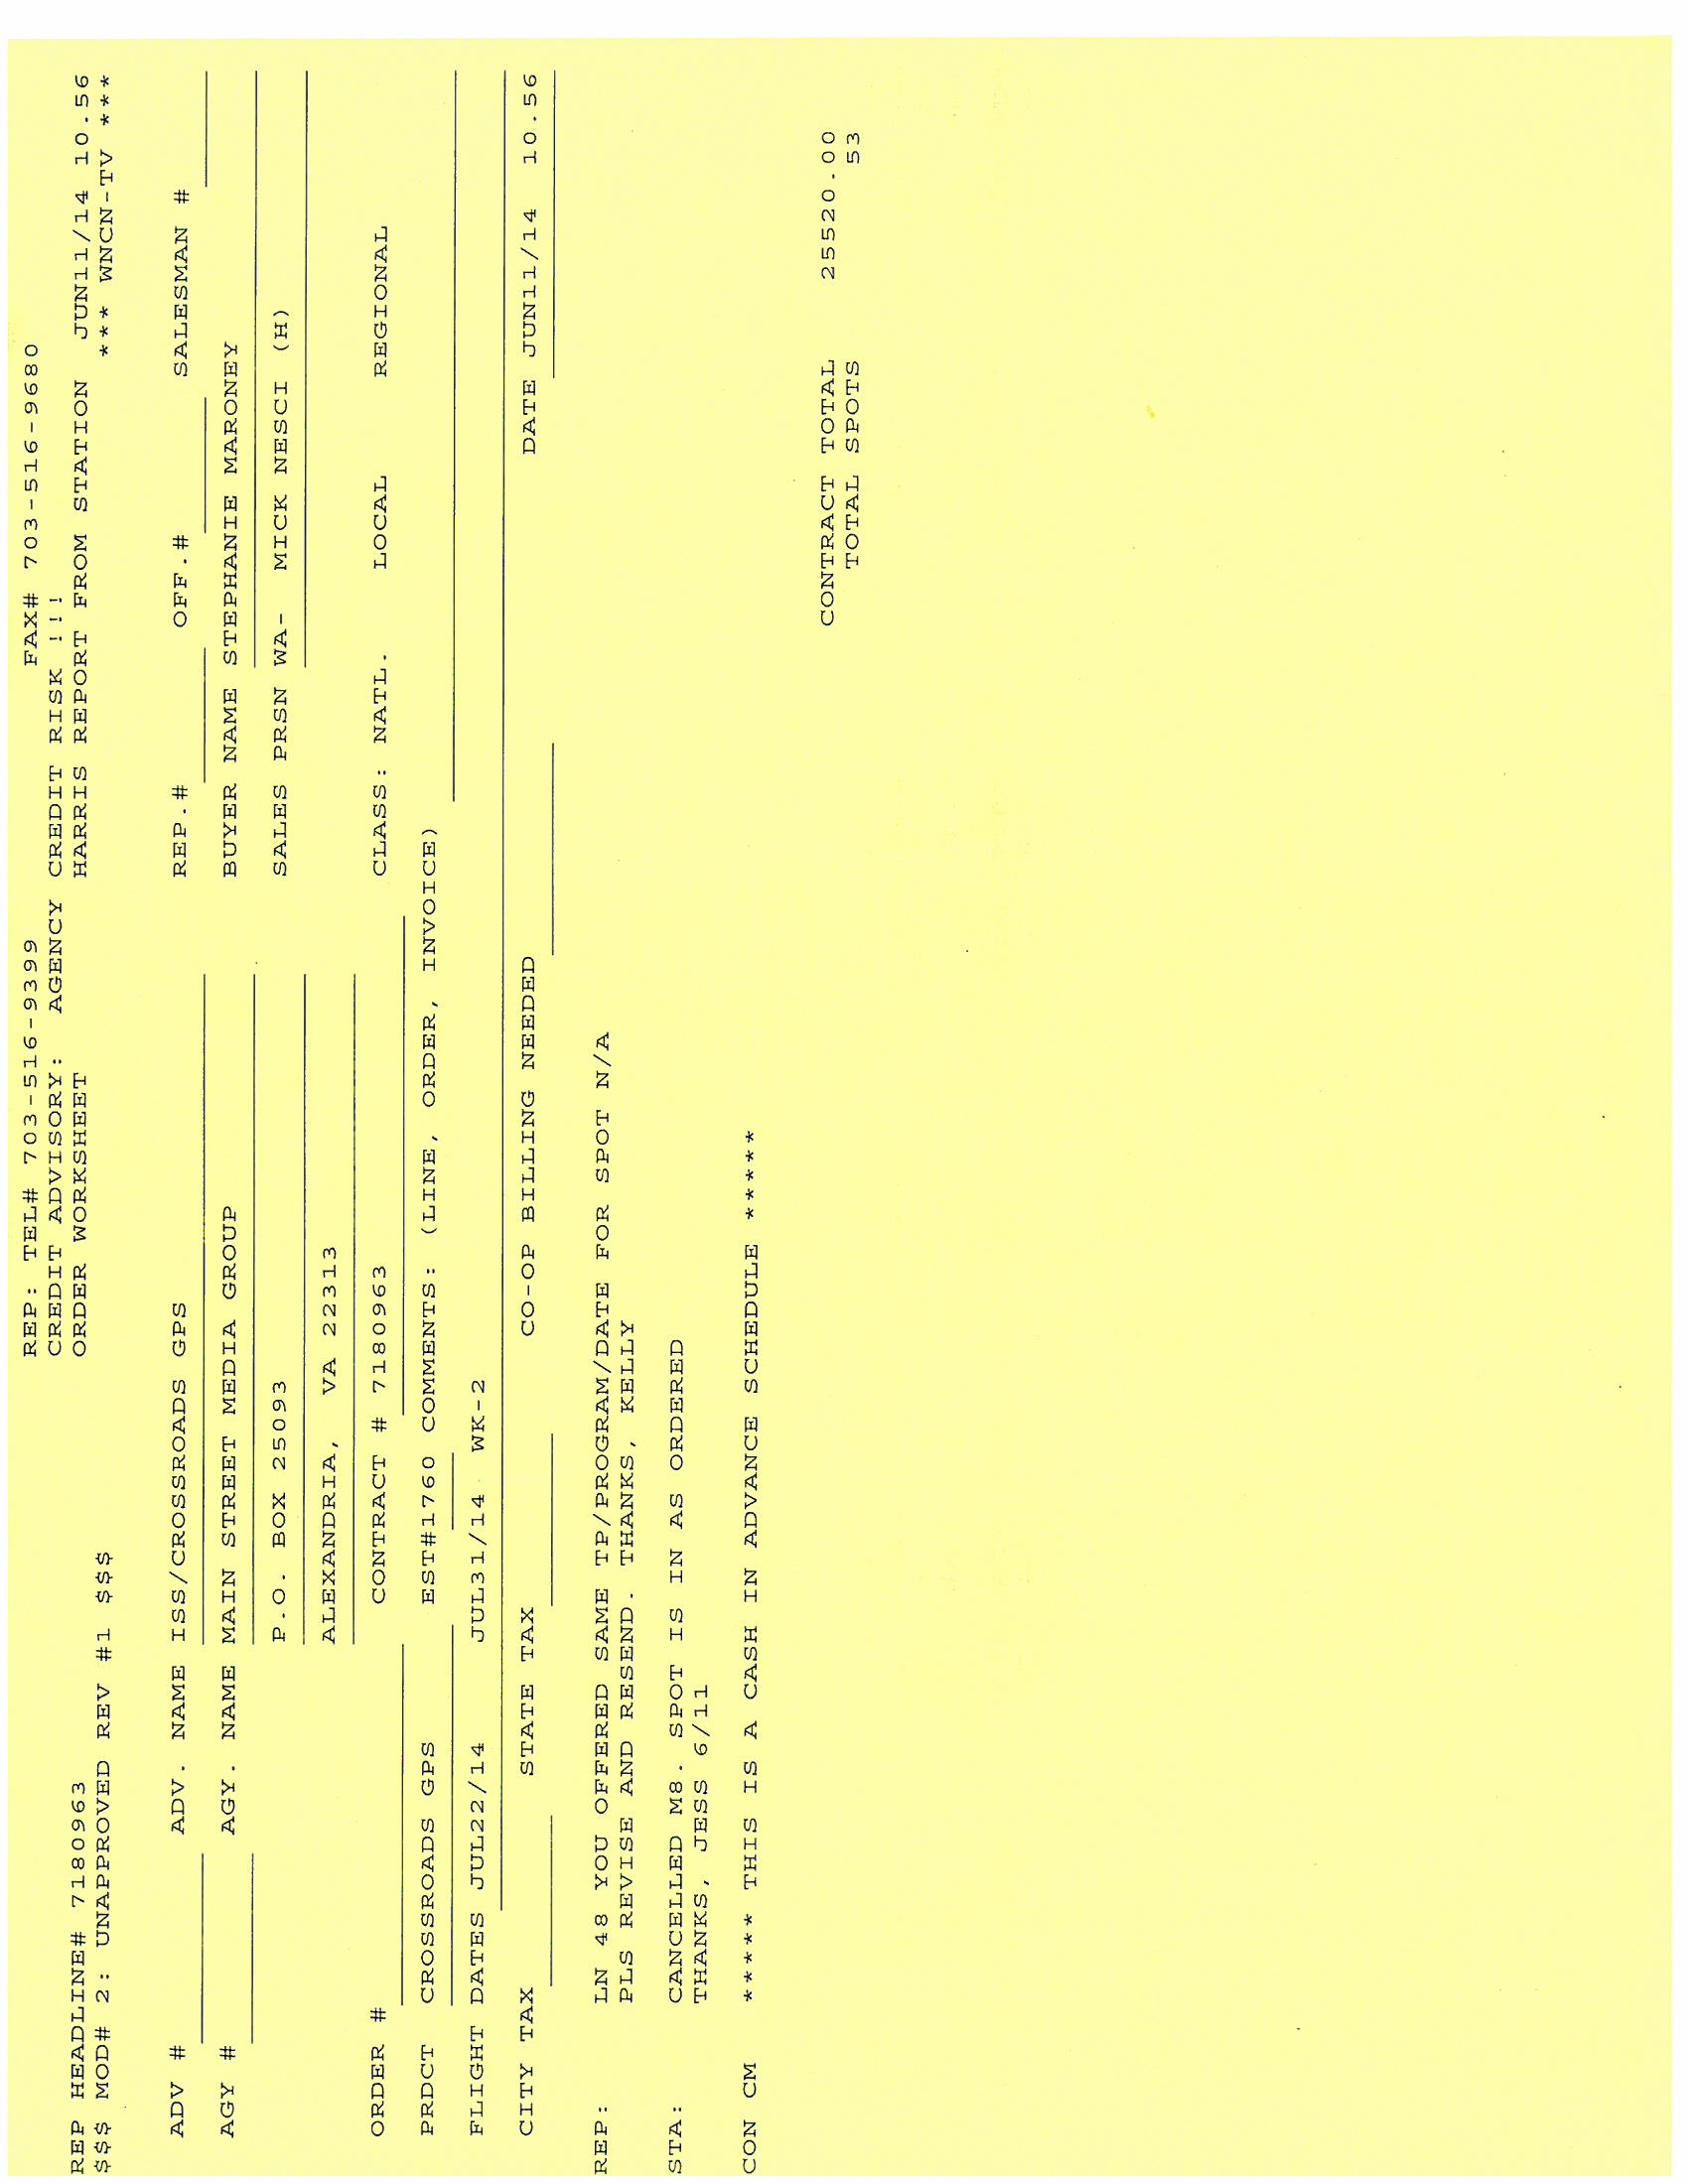 REP: TEL# 703-516-9399 FAX# 703-516-9680
CREDIT ADVISORY: AGENCY CREDIT RISK !!!
REP HEADLINE# 7180963 ORDER WORKSHEET HARRIS REPORT FROM STATION JUN11/14 10.56
$$$ MOD# 2: UNAPPROVED REV #1 $$$ *** WNCN-TV ***
ADV # ADV. NAME ISS/CROSSROADS GPS REP.# OFF.# SALESMAN #
AGY # AGY. NAME MAIN STREET MEDIA GROUP BUYER NAME STEPHANIE MARONEY
P.O. BOX 25093 SALES PRSN WA- MICK NESCI (H)
ALEXANDRIA, VA 22313
ORDER # CONTRACT # 7180963 CLASS: NATL. LOCAL REGIONAL
PRDCT CROSSROADS GPS EST#1760 COMMENTS: (LINE, ORDER, INVOICE)
FLIGHT DATES JUL22/14 JUL31/14 WK-2
CITY TAX STATE TAX CO-OP BILLING NEEDED DATE JUN11/14 10.56
REP: LN 48 YOU OFFERED SAME TP/PROGRAM/DATE FOR SPOT N/A
PLS REVISE AND RESEND. THANKS, KELLY
STA: CANCELLED M8. SPOT IS IN AS ORDERED
THANKS, JESS 6/11
CON CM ***** THIS IS A CASH IN ADVANCE SCHEDULE *****
CONTRACT TOTAL 25520.00
TOTAL SPOTS 53